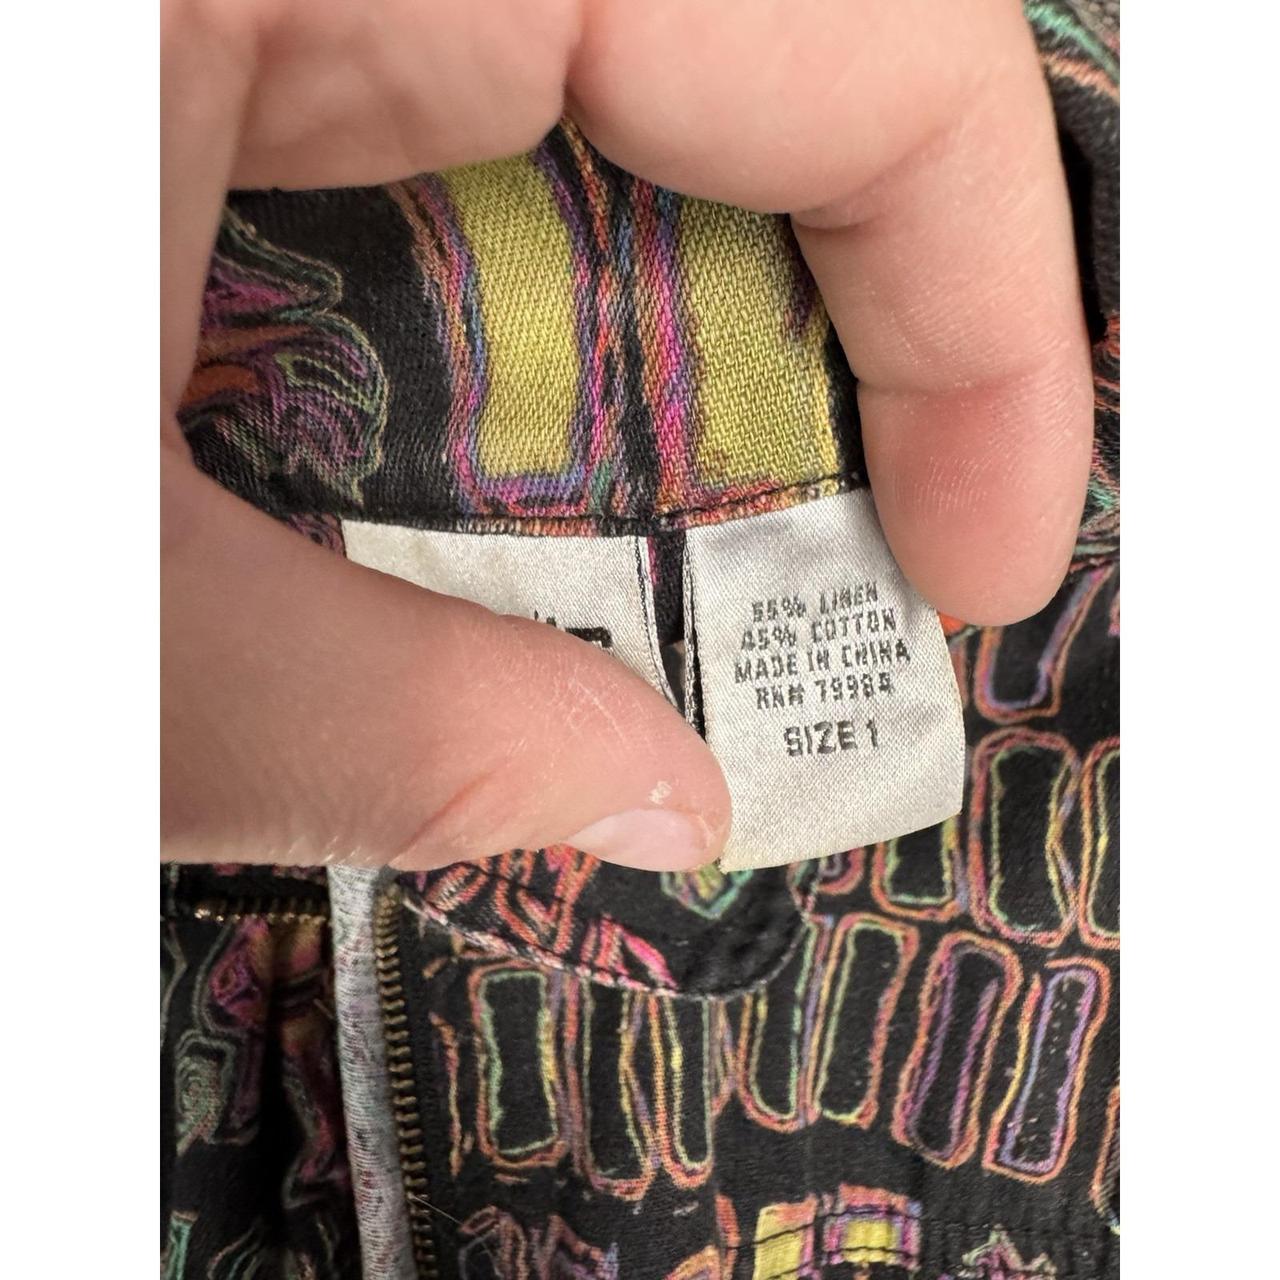 55% LINEN
45% COTTON
MADE IN CHINA
RN# 79984
SIZE 1